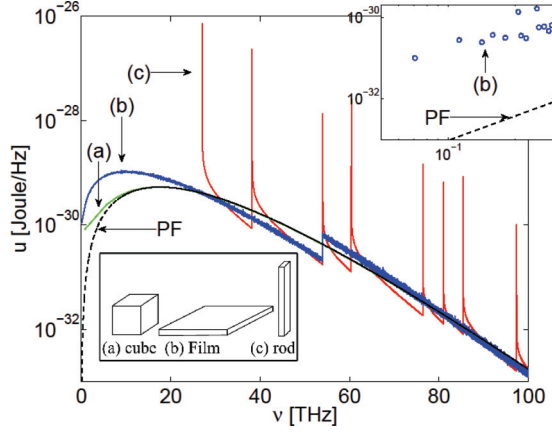 10⁻²⁶
10⁻²⁸
10⁻³⁰
10⁻³²
u [Joule/Hz]
(c)
(b)
(a)
PF
10⁻³⁰
10⁻³²
(b)
PF
10⁻¹
(a) cube (b) Film (c) rod
0 20 40 60 80 100
ν [THz]